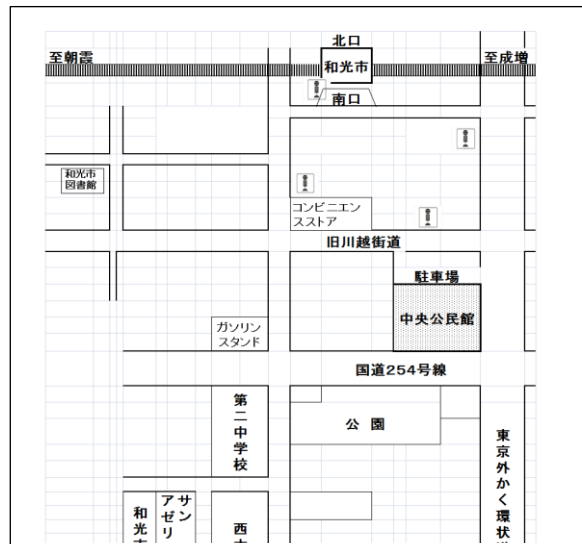 北口
至朝霞
和光市
至成増
南口
和光市
図書館
コンビニエン
スストア
旧川越街道
駐車場
中央公民館
ガソリン
スタンド
国道254号線
第二中学校
公 園
東京外かく環状
サン
アゼリ
和光
西